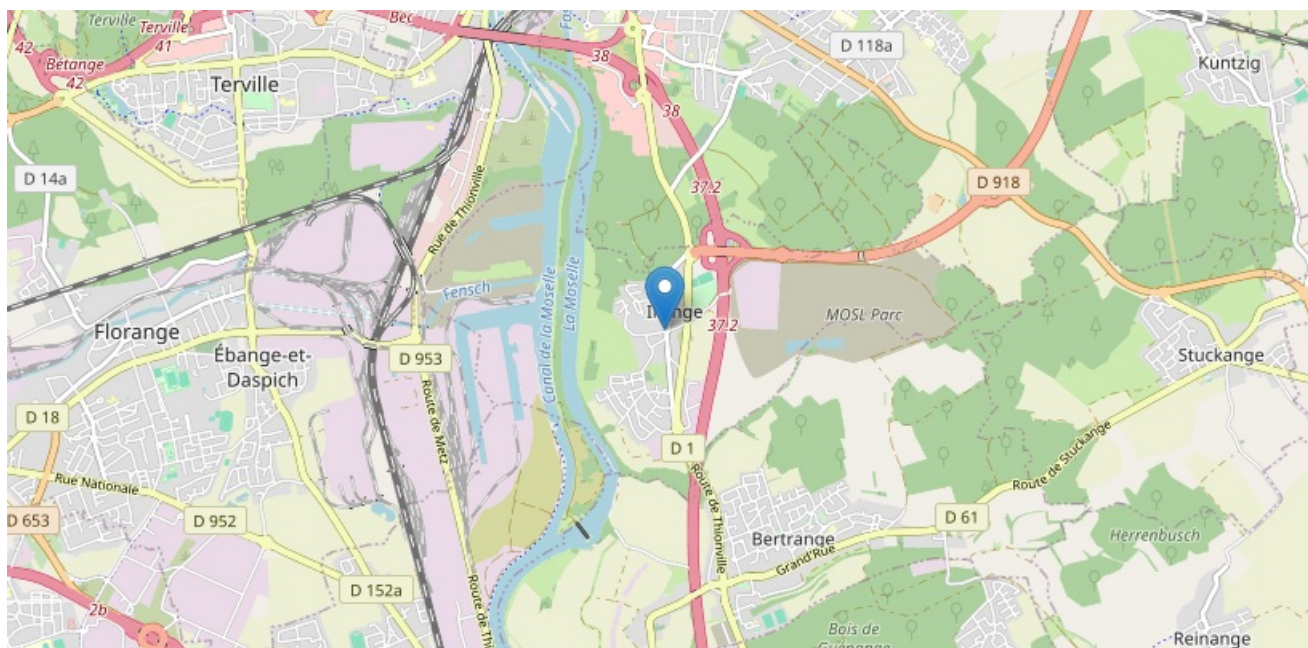 Bec
Terville
42
Terville
41
D 118a
38
Bétange
42
Kuntzig
Terville
38
D 14a
37.2
D 918
Rue de Thionville
Fensch
Canal de la Moselle
La Moselle
37.2
MOSL Parc
Florange
Ébange-et-
Daspich
D 953
Stuckange
D 18
Route de Metz
D 1
Route de Stuckange
Rue Nationale
Route de Thionville
D 653
D 952
D 61
Bertrange
Grand'Rue
Herrenbusch
D 152a
2b
Bois de
Reinange